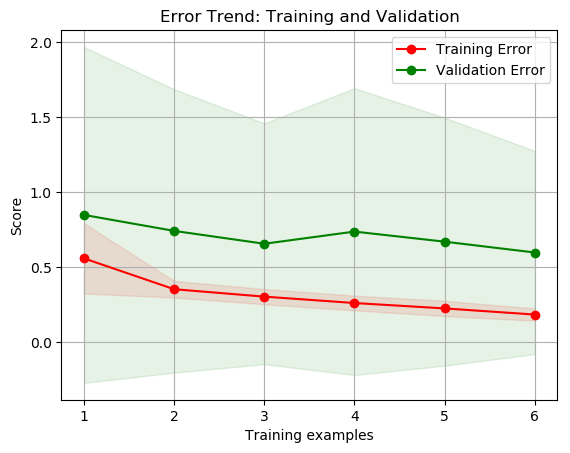 Error Trend: Training and Validation
2.0
1.5
1.0
0.5
0.0
Score
Training Error
Validation Error
1 2 3 4 5 6
Training examples